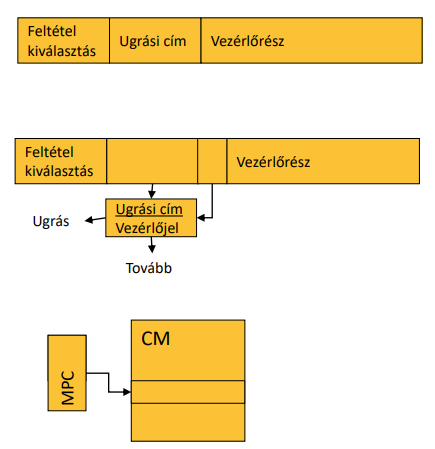 Feltétel
kiválasztás
Ugrási cím
Vezérlőrész
Feltétel
kiválasztás
Vezérlőrész
Ugrási cím
Vezérlőjel
Ugrás
Tovább
CM
MPC